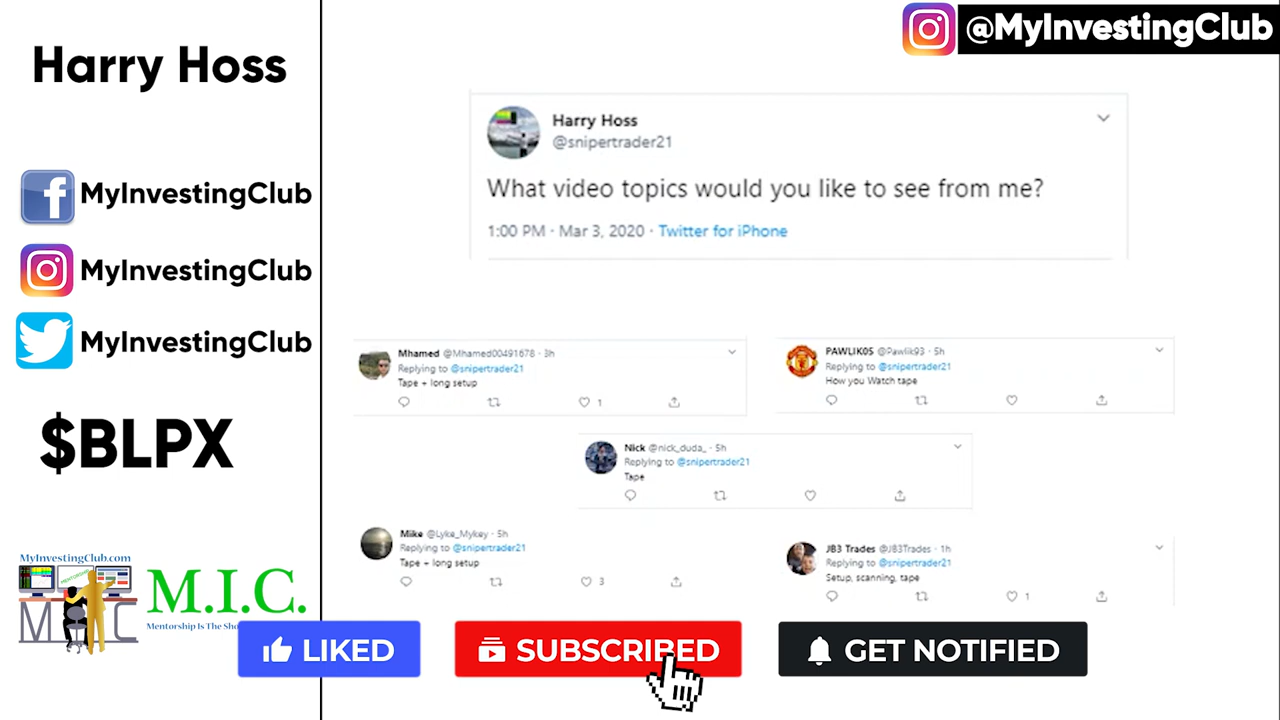 Harry Hoss
@MyInvestingClub
MyInvestingClub
MyInvestingClub
MyInvestingClub
$BLPX
MyInvestingClub.com
MIC
M.I.C.
Mentorship Is The
Harry Hoss
@snipertrader21
What video topics would you like to see from me?
1:00 PM · Mar 3, 2020 · Twitter for iPhone
Mhamed @Mhamed00491678 · 3h
Replying to @snipertrader21
Tape + long setup
1
PAWLIK05 @Pawlik93 · 5h
Replying to @snipertrader21
How you Watch tape
Nick @nick_duda_ · 5h
Replying to @snipertrader21
Tape
Mike @Lyke_Mykey · 5h
Replying to @snipertrader21
Tape + long setup
3
JB3 Trades @JB3Trades · 1h
Replying to @snipertrader21
Setup, scanning, tape
1
LIKED
SUBSCRIBED
GET NOTIFIED